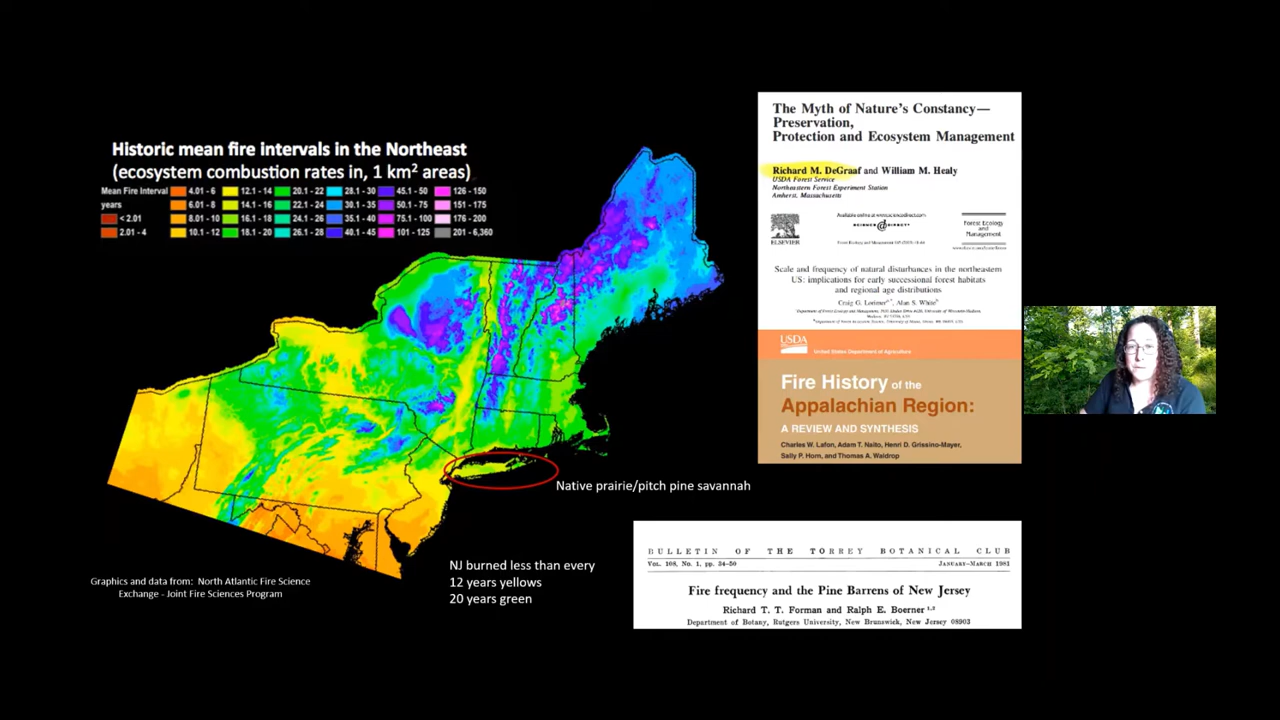 Historic mean fire intervals in the Northeast
(ecosystem combustion rates in, 1 km² areas)
Mean Fire Interval
years
< 2.01
2.01 - 4
4.01 - 6
6.01 - 8
8.01 - 10
10.1 - 12
12.1 - 14
14.1 - 16
16.1 - 18
20.1 - 22
22.1 - 24
24.1 - 26
28.1 - 30
30.1 - 35
35.1 - 40
40.1 - 45
45.1 - 50
50.1 - 75
75.1 - 100
101 - 125
126 - 150
151 - 175
176 - 200
201 - 6,360
Native prairie/pitch pine savannah
NJ burned less than every
12 years yellows
20 years green
Graphics and data from: North Atlantic Fire Science
Exchange - Joint Fire Sciences Program
The Myth of Nature's Constancy—
Preservation,
Protection and Ecosystem Management
Richard M. DeGraaf and William M. Healy
USDA Forest Service
Northeastern Forest Experiment Station
Amherst, Massachusetts
ELSEVIER
Available online at www.sciencedirect.com
SCIENCE DIRECT
Forest Ecology
and
Management
Scale and frequency of natural disturbances in the northeastern
US: implications for early successional forest habitats
and regional age distributions
Craig G. Lorimer, Alan S. White
USDA
United States Department of Agriculture
Fire History of the
Appalachian Region:
A REVIEW AND SYNTHESIS
Charles W. Lafon, Adam T. Naito, Henri D. Grissino-Mayer,
Sally P. Horn, and Thomas A. Waldrop
BULLETIN OF THE TORREY BOTANICAL CLUB
VOL. 108, No. 1, pp. 34-50 JANUARY-MARCH 1981
Fire frequency and the Pine Barrens of New Jersey
Richard T. T. Forman and Ralph E. Boerner 1,2
Department of Botany, Rutgers University, New Brunswick, New Jersey 08903